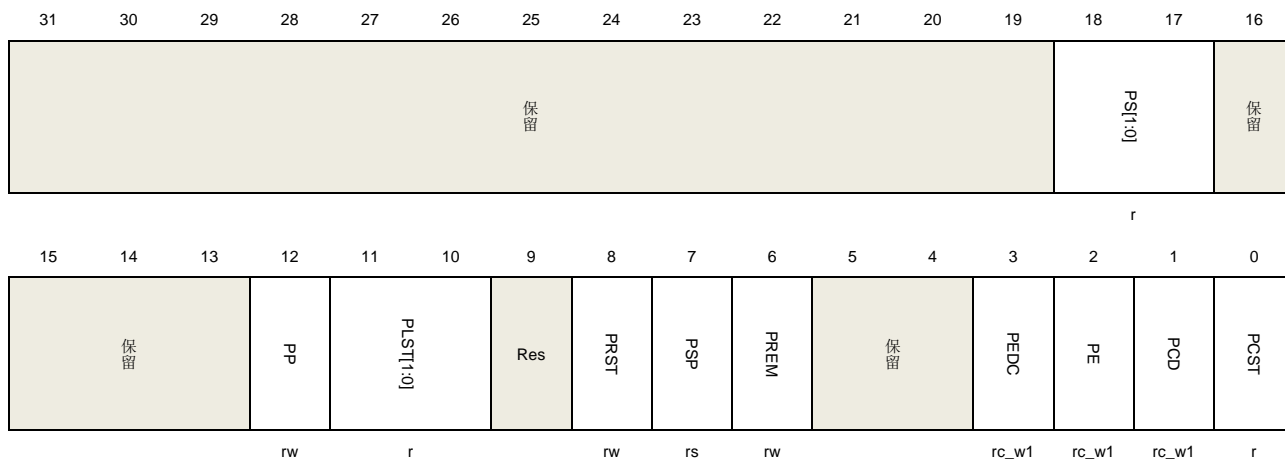 31 30 29 28 27 26 25 24 23 22 21 20 19 18 17 16
保留 PS[1:0] 保留
r
15 14 13 12 11 10 9 8 7 6 5 4 3 2 1 0
保留 PP PLST[1:0] Res PRST PSP PREM 保留 PEDC PE PCD PCST
rw r rw rs rw rc_w1 rc_w1 rc_w1 r